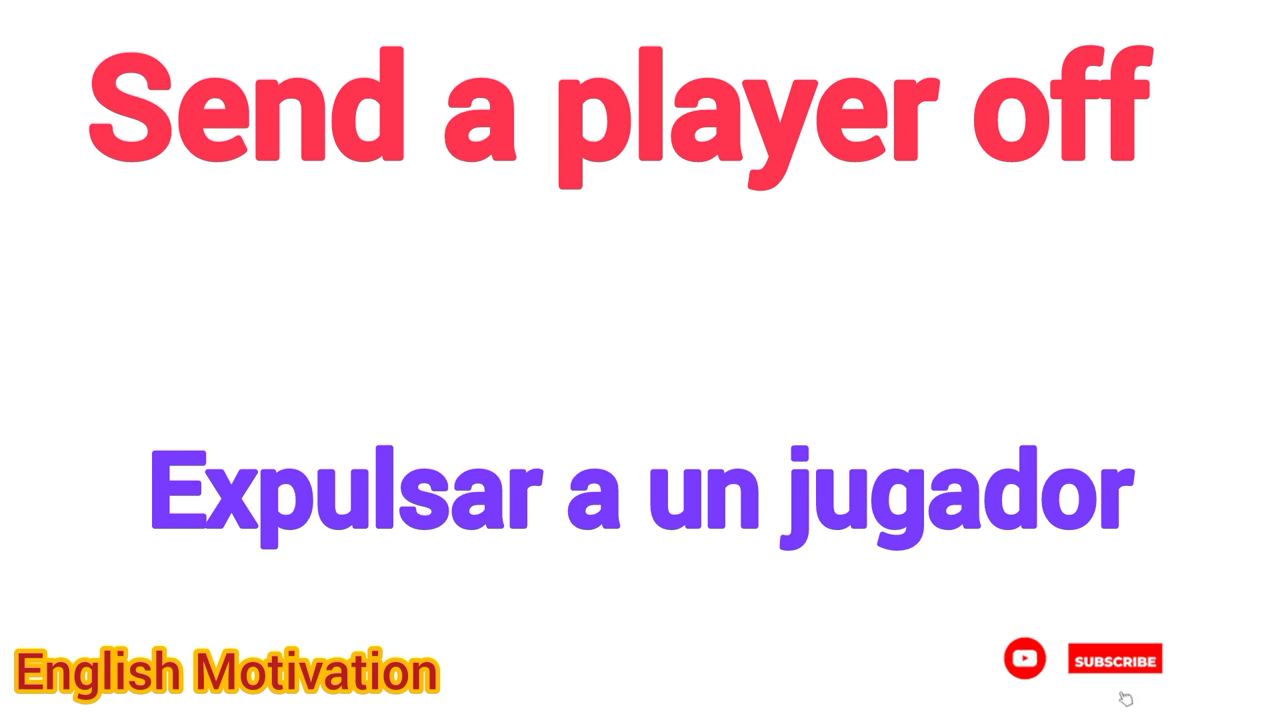 Send a player off
Expulsar a un jugador
English Motivation
SUBSCRIBE